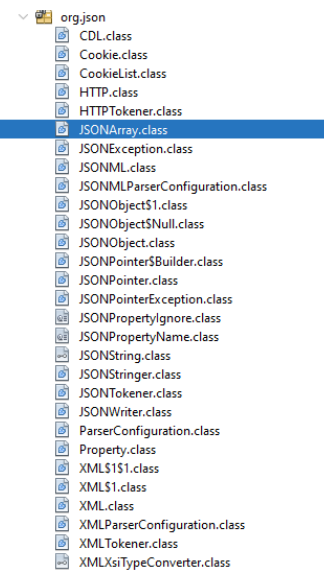 org.json
CDL.class
Cookie.class
CookieList.class
HTTP.class
HTTPTokener.class
JSONArray.class
JSONException.class
JSONML.class
JSONMLParserConfiguration.class
JSONObject$1.class
JSONObject$Null.class
JSONObject.class
JSONPointer$Builder.class
JSONPointer.class
JSONPointerException.class
JSONPropertyIgnore.class
JSONPropertyName.class
JSONString.class
JSONStringer.class
JSONTokener.class
JSONWriter.class
ParserConfiguration.class
Property.class
XML$1$1.class
XML$1.class
XML.class
XMLParserConfiguration.class
XMLTokener.class
XMLXsiTypeConverter.class